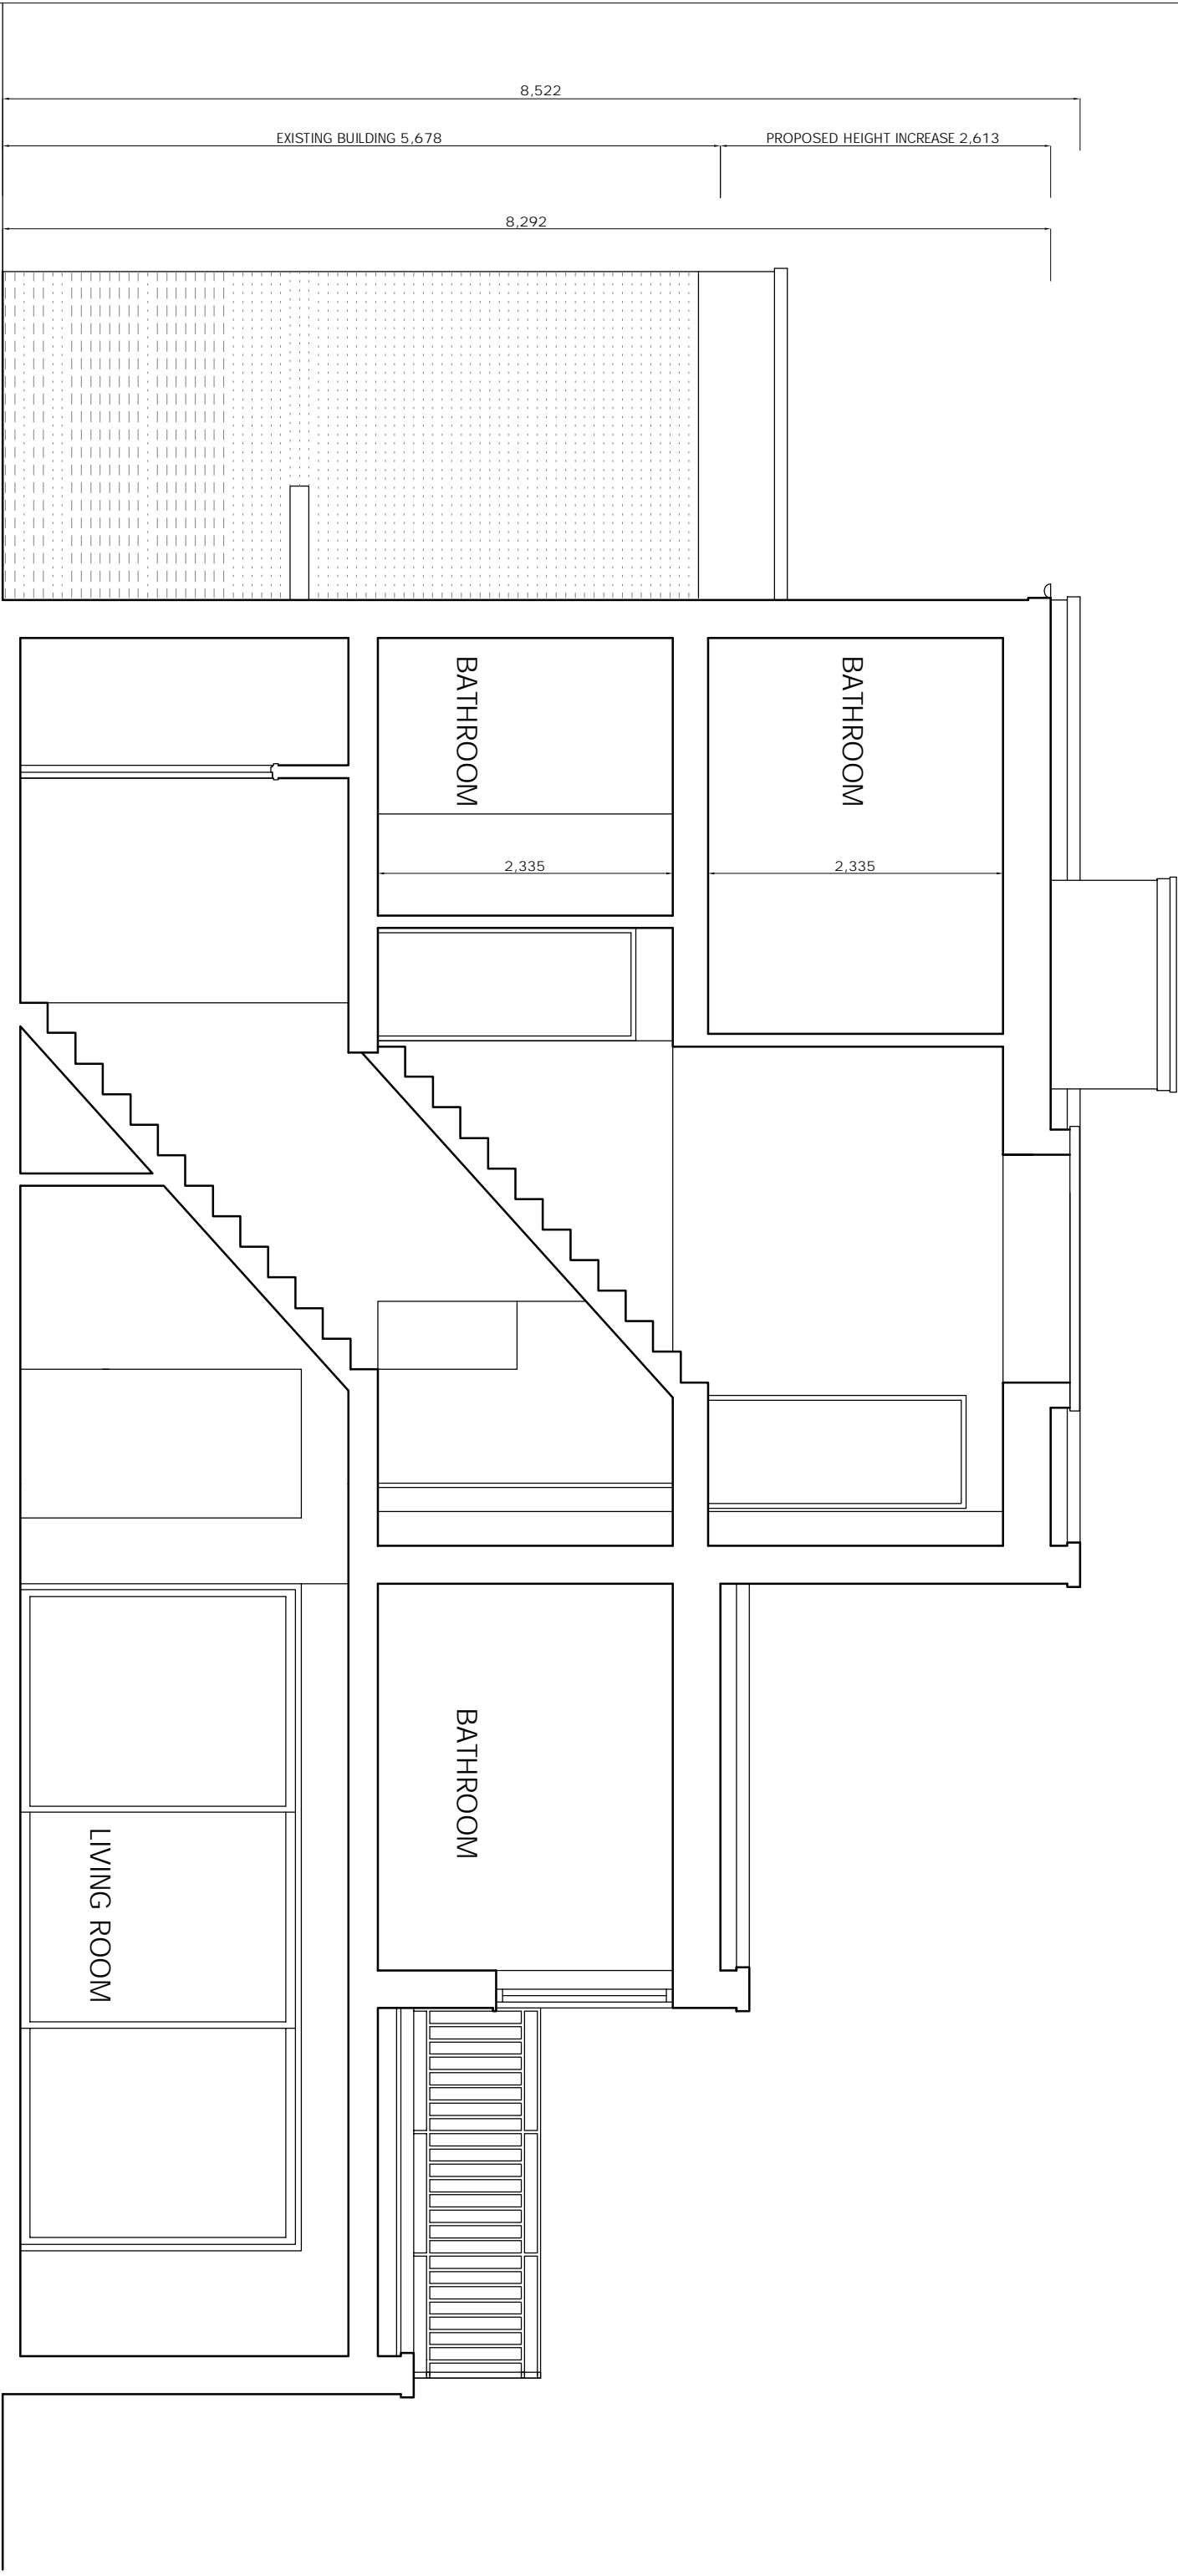 8,522
EXISTING BUILDING 5,678
PROPOSED HEIGHT INCREASE 2,613
8,292
BATHROOM
BATHROOM
2,335
2,335
BATHROOM
LIVING ROOM